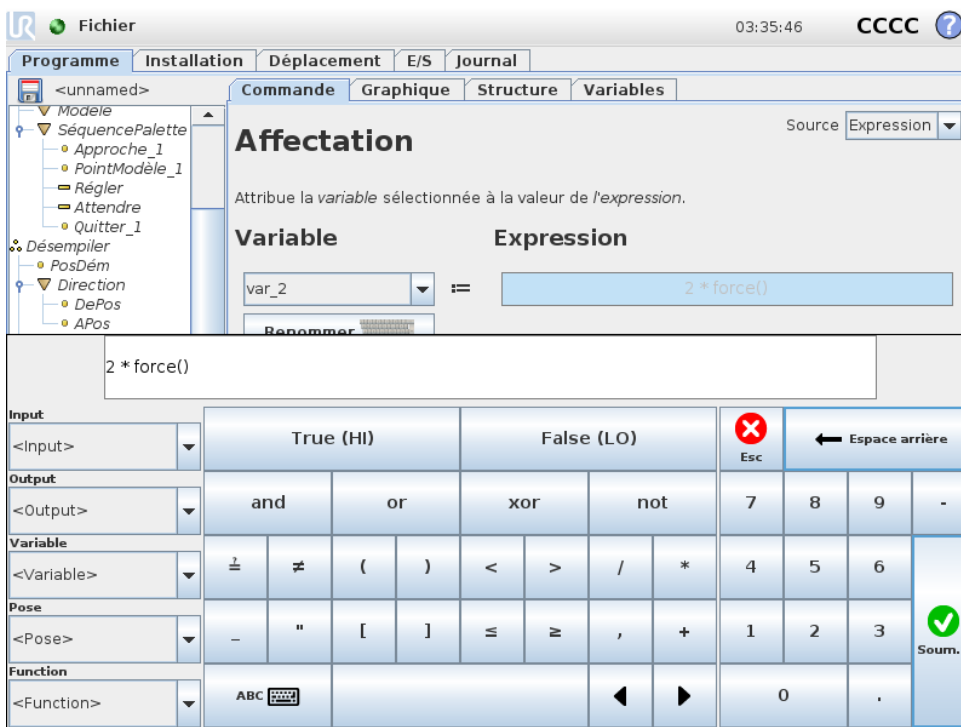 UR Fichier 03:35:46 CCCC ?
Programme Installation Déplacement E/S Journal
<unnamed> Commande Graphique Structure Variables
Modèle
SéquencePalette
Approche_1
PointModèle_1
Régler
Attendre
Quitter_1
Désempiler
PosDém
Direction
DePos
APos
Affectation
Source Expression
Attribue la variable sélectionnée à la valeur de l'expression.
Variable Expression
var_2 := 2 * force()
Renommer
2 * force()
Input
<Input>
Output
<Output>
Variable
<Variable>
Pose
<Pose>
Function
<Function>
True (HI) False (LO) Esc Espace arrière
and or xor not 7 8 9 -
≟ ≠ ( ) < > / * 4 5 6
_ " [ ] ≤ ≥ , + 1 2 3 Soum.
ABC 0 .